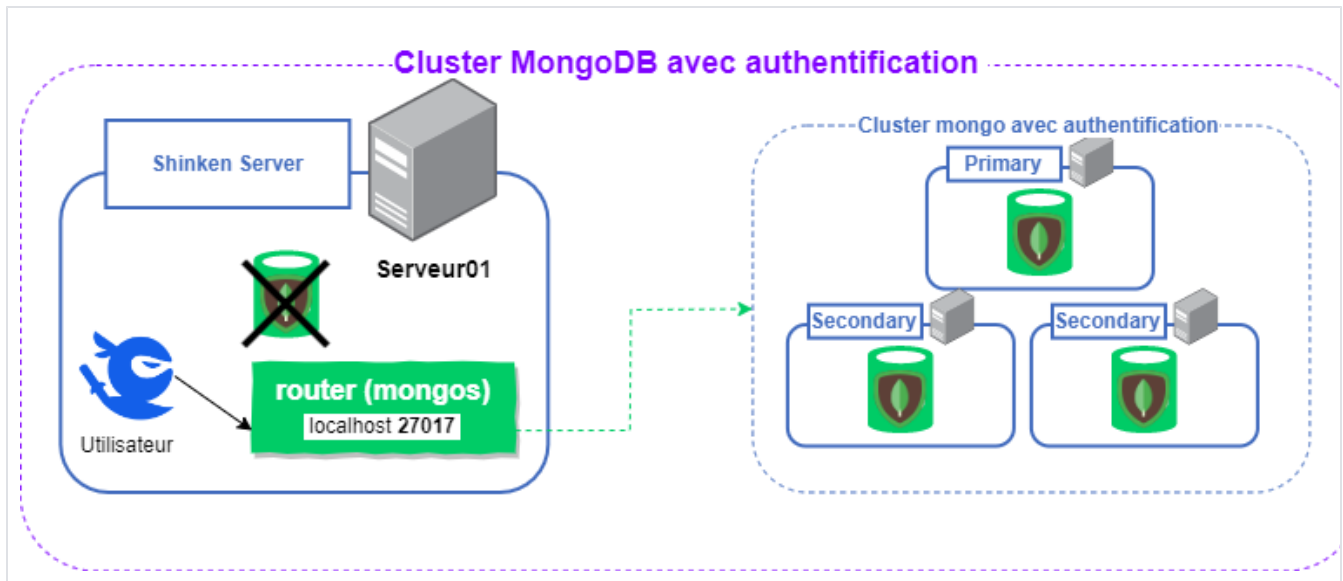 Cluster MongoDB avec authentification
Shinken Server
Serveur01
Utilisateur
router (mongos)
localhost 27017
Cluster mongo avec authentification
Primary
Secondary
Secondary